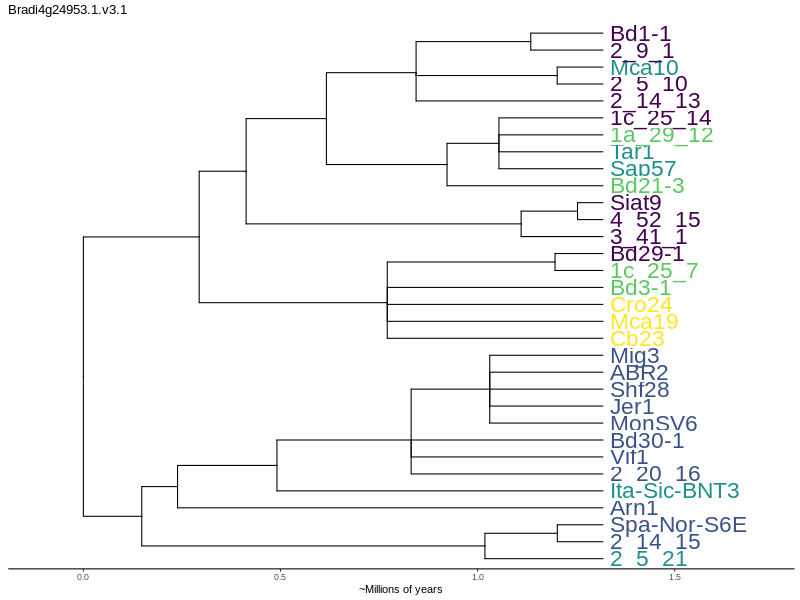 Bradi4g24953.1.v3.1
Bd1-1
2_9_1
Mca10
2_5_10
2_14_13
1c_25_14
1a_29_12
Tar1
Sap57
Bd21-3
Siat9
4_52_15
3_41_1
Bd29-1
1c_25_7
Bd3-1
Cro24
Mca19
Cb23
Mig3
ABR2
Shf28
Jer1
MonSV6
Bd30-1
Vif1
2_20_16
Ita-Sic-BNT3
Arn1
Spa-Nor-S6E
2_14_15
2_5_21
0.0 0.5 1.0 1.5
~Millions of years